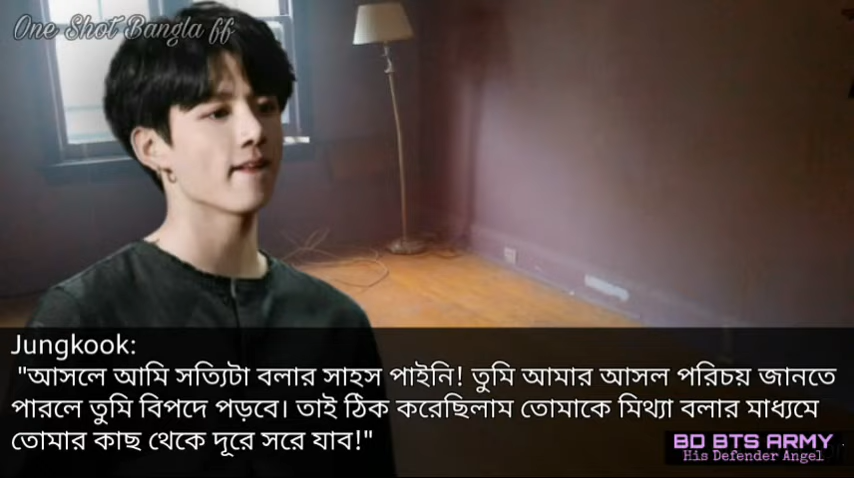 One Shot Bangla ff
Jungkook:
"আসলে আমি সত্যিটা বলার সাহস পাইনি! তুমি আমার আসল পরিচয় জানতে
পারলে তুমি বিপদে পড়বে। তাই ঠিক করেছিলাম তোমাকে মিথ্যা বলার মাধ্যমে
তোমার কাছ থেকে দূরে সরে যাব!"
BD BTS ARMY
His Defender Angel